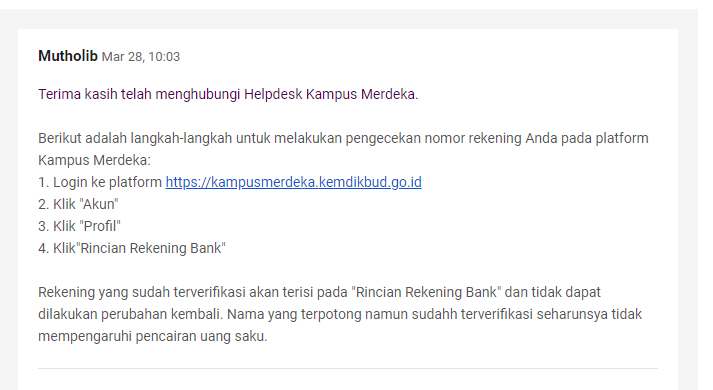 Mutholib Mar 28, 10:03
Terima kasih telah menghubungi Helpdesk Kampus Merdeka.
Berikut adalah langkah-langkah untuk melakukan pengecekan nomor rekening Anda pada platform
Kampus Merdeka:
1. Login ke platform https://kampusmerdeka.kemdikbud.go.id
2. Klik "Akun"
3. Klik "Profil"
4. Klik"Rincian Rekening Bank"
Rekening yang sudah terverifikasi akan terisi pada "Rincian Rekening Bank" dan tidak dapat
dilakukan perubahan kembali. Nama yang terpotong namun sudahh terverifikasi seharunsya tidak
mempengaruhi pencairan uang saku.